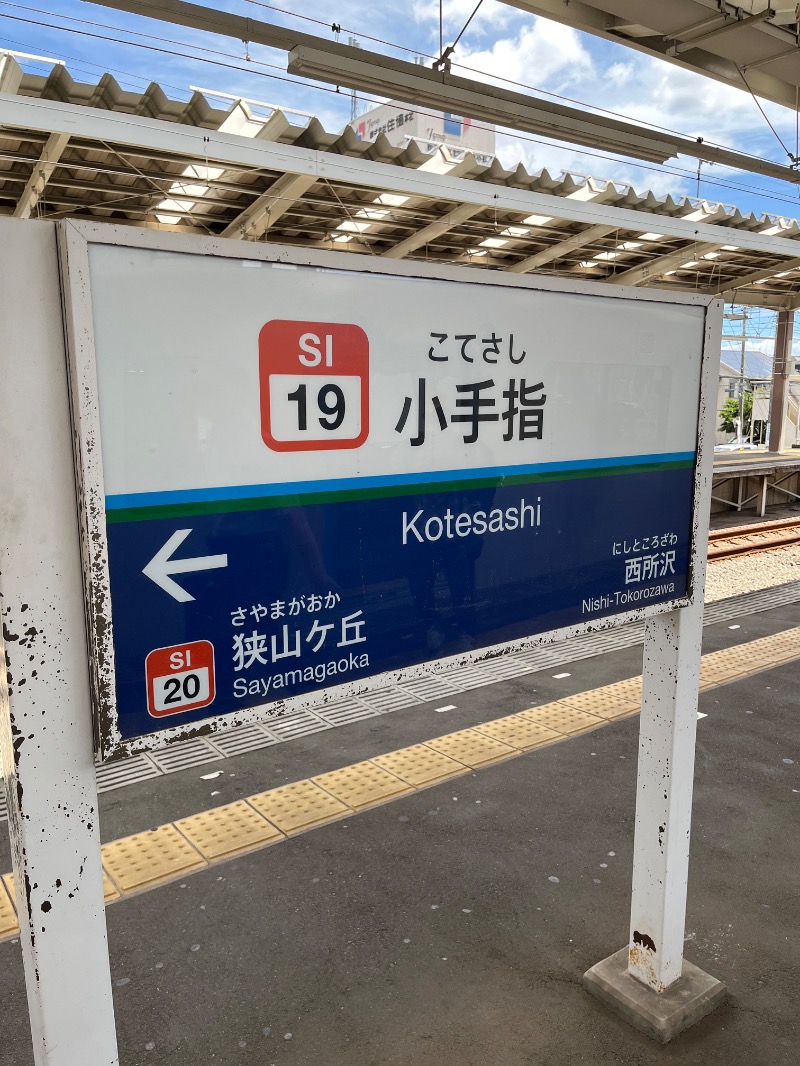 SI
19
こてさし
小手指
Kotesashi
SI
20
さやまがおか
狭山ケ丘
Sayamagaoka
にしところざわ
西所沢
Nishi-Tokorozawa